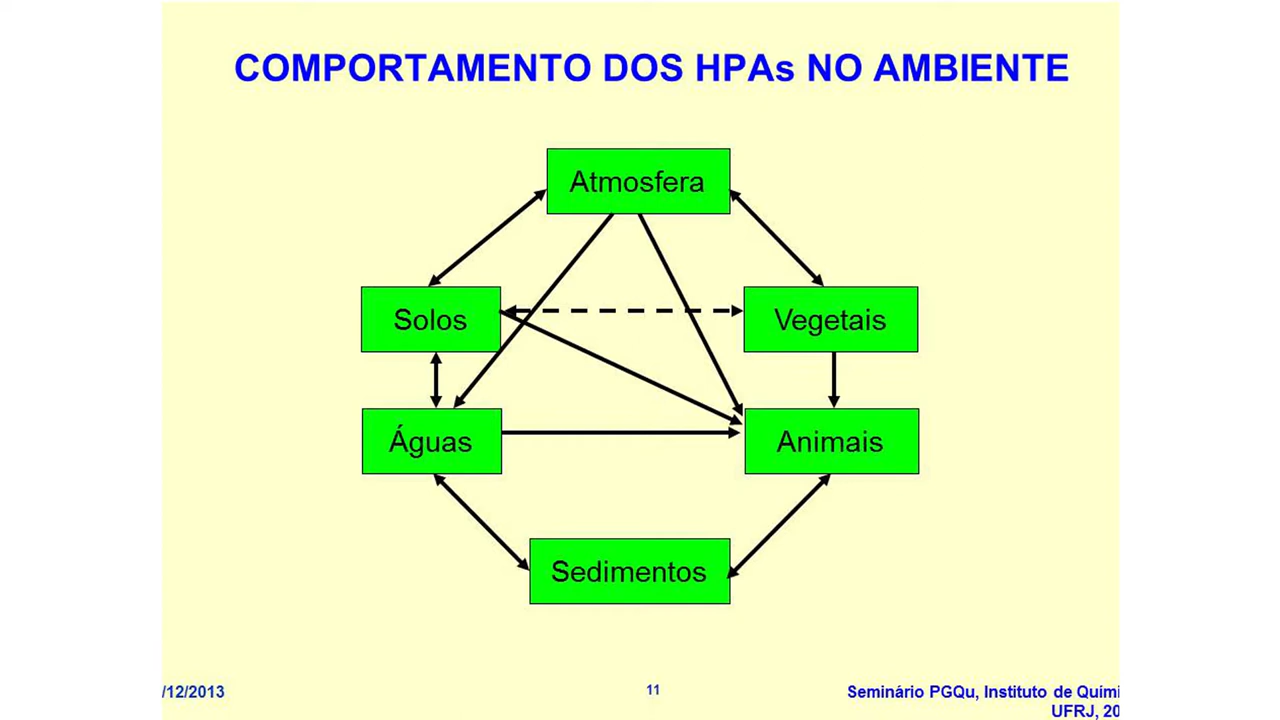 COMPORTAMENTO DOS HPAs NO AMBIENTE
Atmosfera
Solos
Vegetais
Águas
Animais
Sedimentos
/12/2013
11
Seminário PGQu, Instituto de Quími
UFRJ, 20